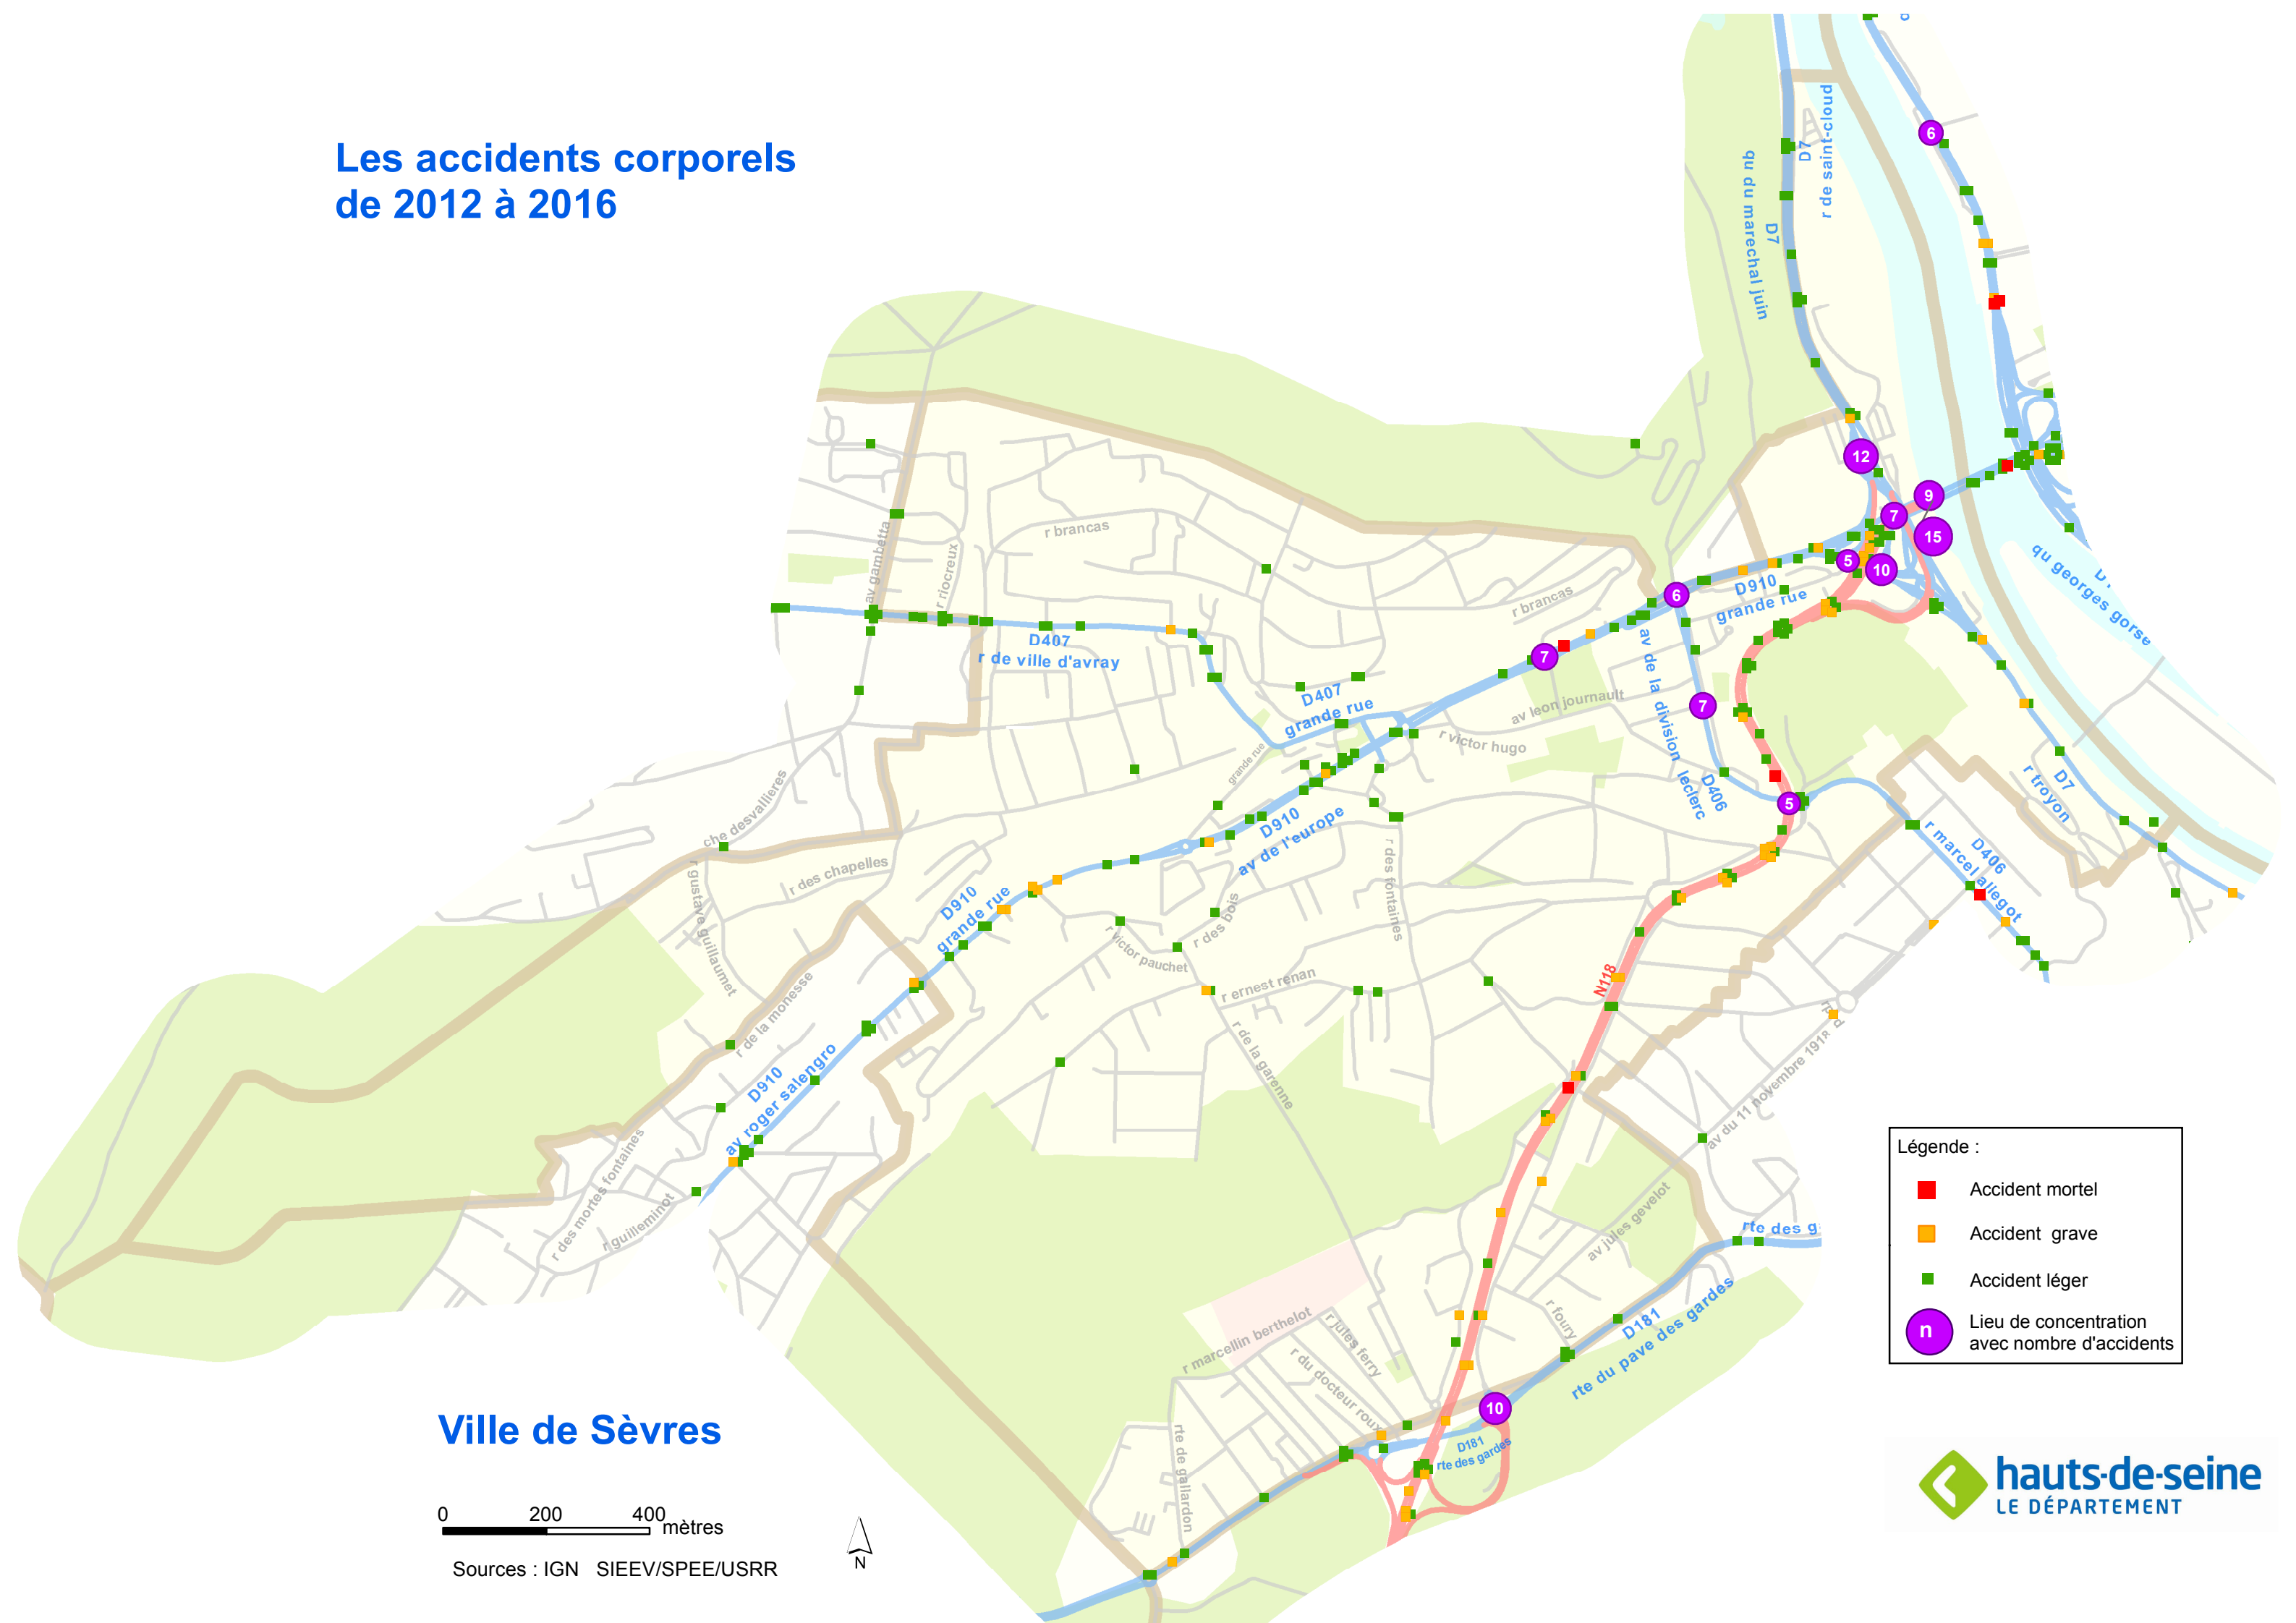 Les accidents corporels
de 2012 à 2016
D7
r de saint-cloud
qu du marechal juin
D7
6
12
9
7
15
5
10
qu georges gorse
6
D910
grande rue
r brancas
r brancas
av gambetta
r riocreux
D407
r de ville d'avray
D407
grande rue
grande rue
7
av leon journault
r victor hugo
av de la division leclerc
7
D406
5
D7
r troyon
D406
r marcel allegot
che desvallieres
r des chapelles
r gustave guillaumet
D910
grande rue
D910
av de l'europe
r des fontaines
r des bois
r victor pauchet
r ernest renan
r de la garenne
N118
r de la monesse
D910
av roger salengro
r des mortes fontaines
r guilleminot
av du 11 novembre 191
av jules gevelot
rte des g
r marcellin berthelot
r jules ferry
r du docteur roux
r foury
D181
rte du pave des gardes
10
D181
rte des gardes
rte de gallardon
Légende :
Accident mortel
Accident grave
Accident léger
n
Lieu de concentration
avec nombre d'accidents
Ville de Sèvres
0 200 400 mètres
N
Sources : IGN SIEEV/SPEE/USRR
hauts-de-seine
LE DÉPARTEMENT